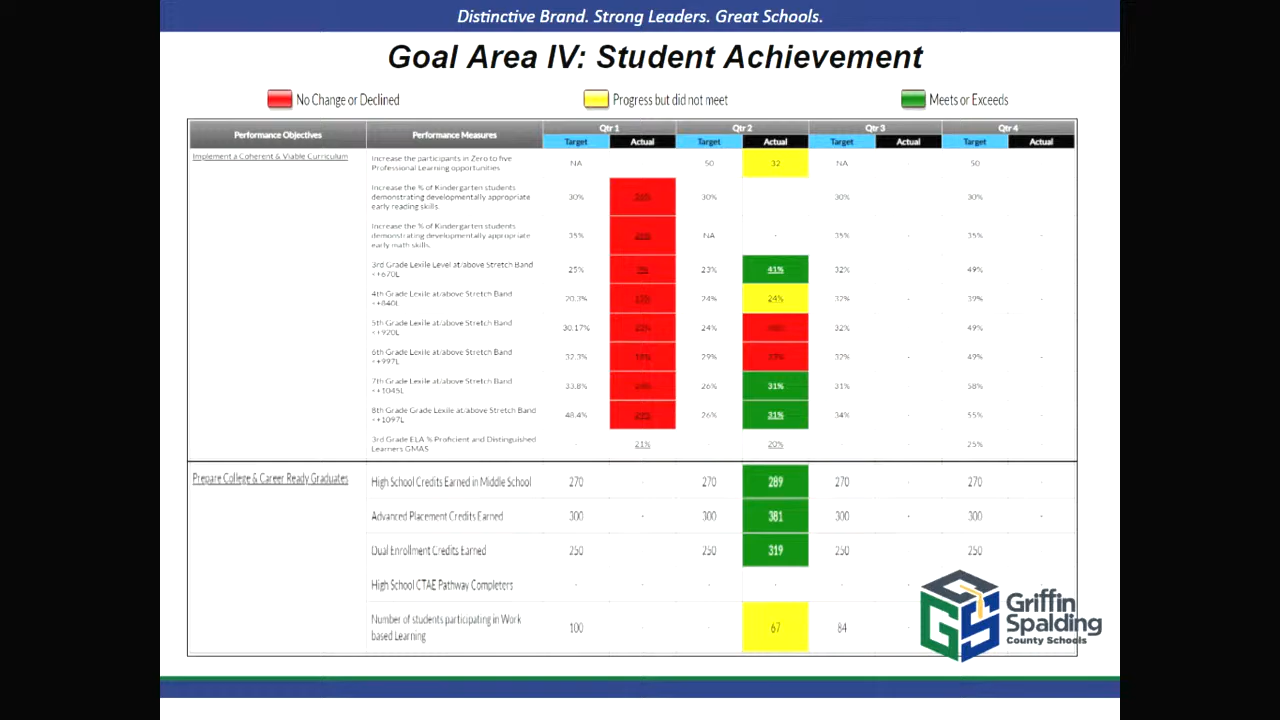 Distinctive Brand. Strong Leaders. Great Schools.
Goal Area IV: Student Achievement
No Change or Declined Progress but did not meet Meets or Exceeds
Performance Objectives Performance Measures Qtr 1 Qtr 2 Qtr 3 Qtr 4
Target Actual Target Actual Target Actual Target Actual
Implement a Coherent & Viable Curriculum Increase the participants in Zero to five Professional Learning opportunities NA 50 32 NA - 50
Increase the % of Kindergarten students demonstrating developmentally appropriate early reading skills. 30% 30% 30% 30%
Increase the % of Kindergarten students demonstrating developmentally appropriate early math skills. 35% NA - 35% - 35% -
3rd Grade Lexile Level at/above Stretch Band 25% 23% 41% 32% 49%
4th Grade Lexile at/above Stretch Band 20.3% 15% 24% 24% 32% - 39% -
5th Grade Lexile at/above Stretch Band 30.17% 22% 24% 32% - 49% -
6th Grade Lexile at/above Stretch Band 32.3% 29% 32% - 49% -
7th Grade Lexile at/above Stretch Band 33.8% 26% 31% 31% - 58% -
8th Grade Grade Lexile at/above Stretch Band 48.4% 26% 31% 34% - 55% -
3rd Grade ELA % Proficient and Distinguished Learners GMAS - 21% - 20% - - 25% -
Prepare College & Career Ready Graduates High School Credits Earned in Middle School 270 - 270 289 270 - 270 -
Advanced Placement Credits Earned 300 - 300 381 300 - 300 -
Dual Enrollment Credits Earned 250 250 319 250 - 250
High School CTAE Pathway Completers - - - - - - - -
Number of students participating in Work based Learning 100 - - 67 84 -
Griffin
Spalding
County Schools